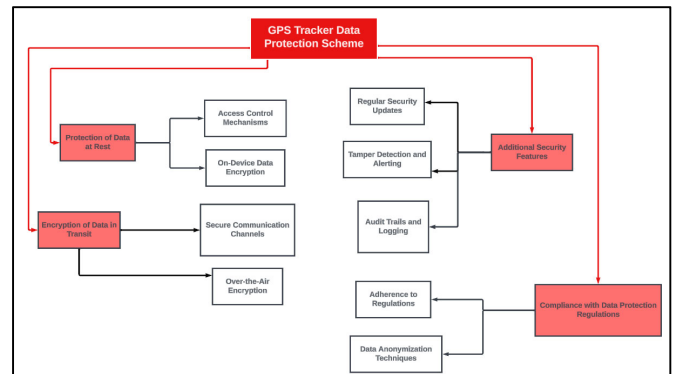 GPS Tracker Data
Protection Scheme
Access Control
Mechanisms
Protection of Data
at Rest
On-Device Data
Encryption
Encryption of Data in
Transit
Secure Communication
Channels
Over-the-Air
Encryption
Regular Security
Updates
Tamper Detection and
Alerting
Additional Security
Features
Audit Trails and
Logging
Adherence to
Regulations
Compliance with Data Protection
Regulations
Data Anonymization
Techniques